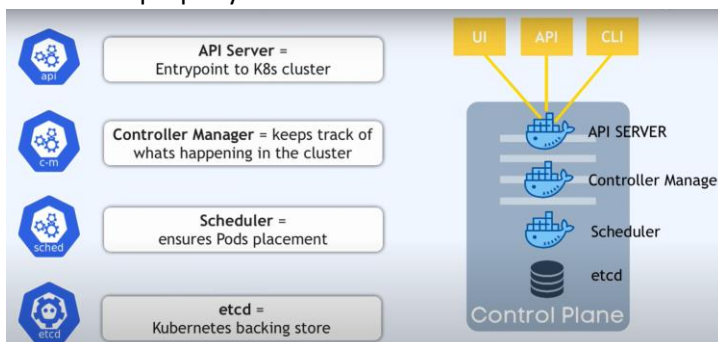 api
API Server =
Entrypoint to K8s cluster
c-m
Controller Manager = keeps track of
whats happening in the cluster
sched
Scheduler =
ensures Pods placement
etcd
etcd =
Kubernetes backing store
UI
API
CLI
API SERVER
Controller Manage
Scheduler
etcd
Control Plane